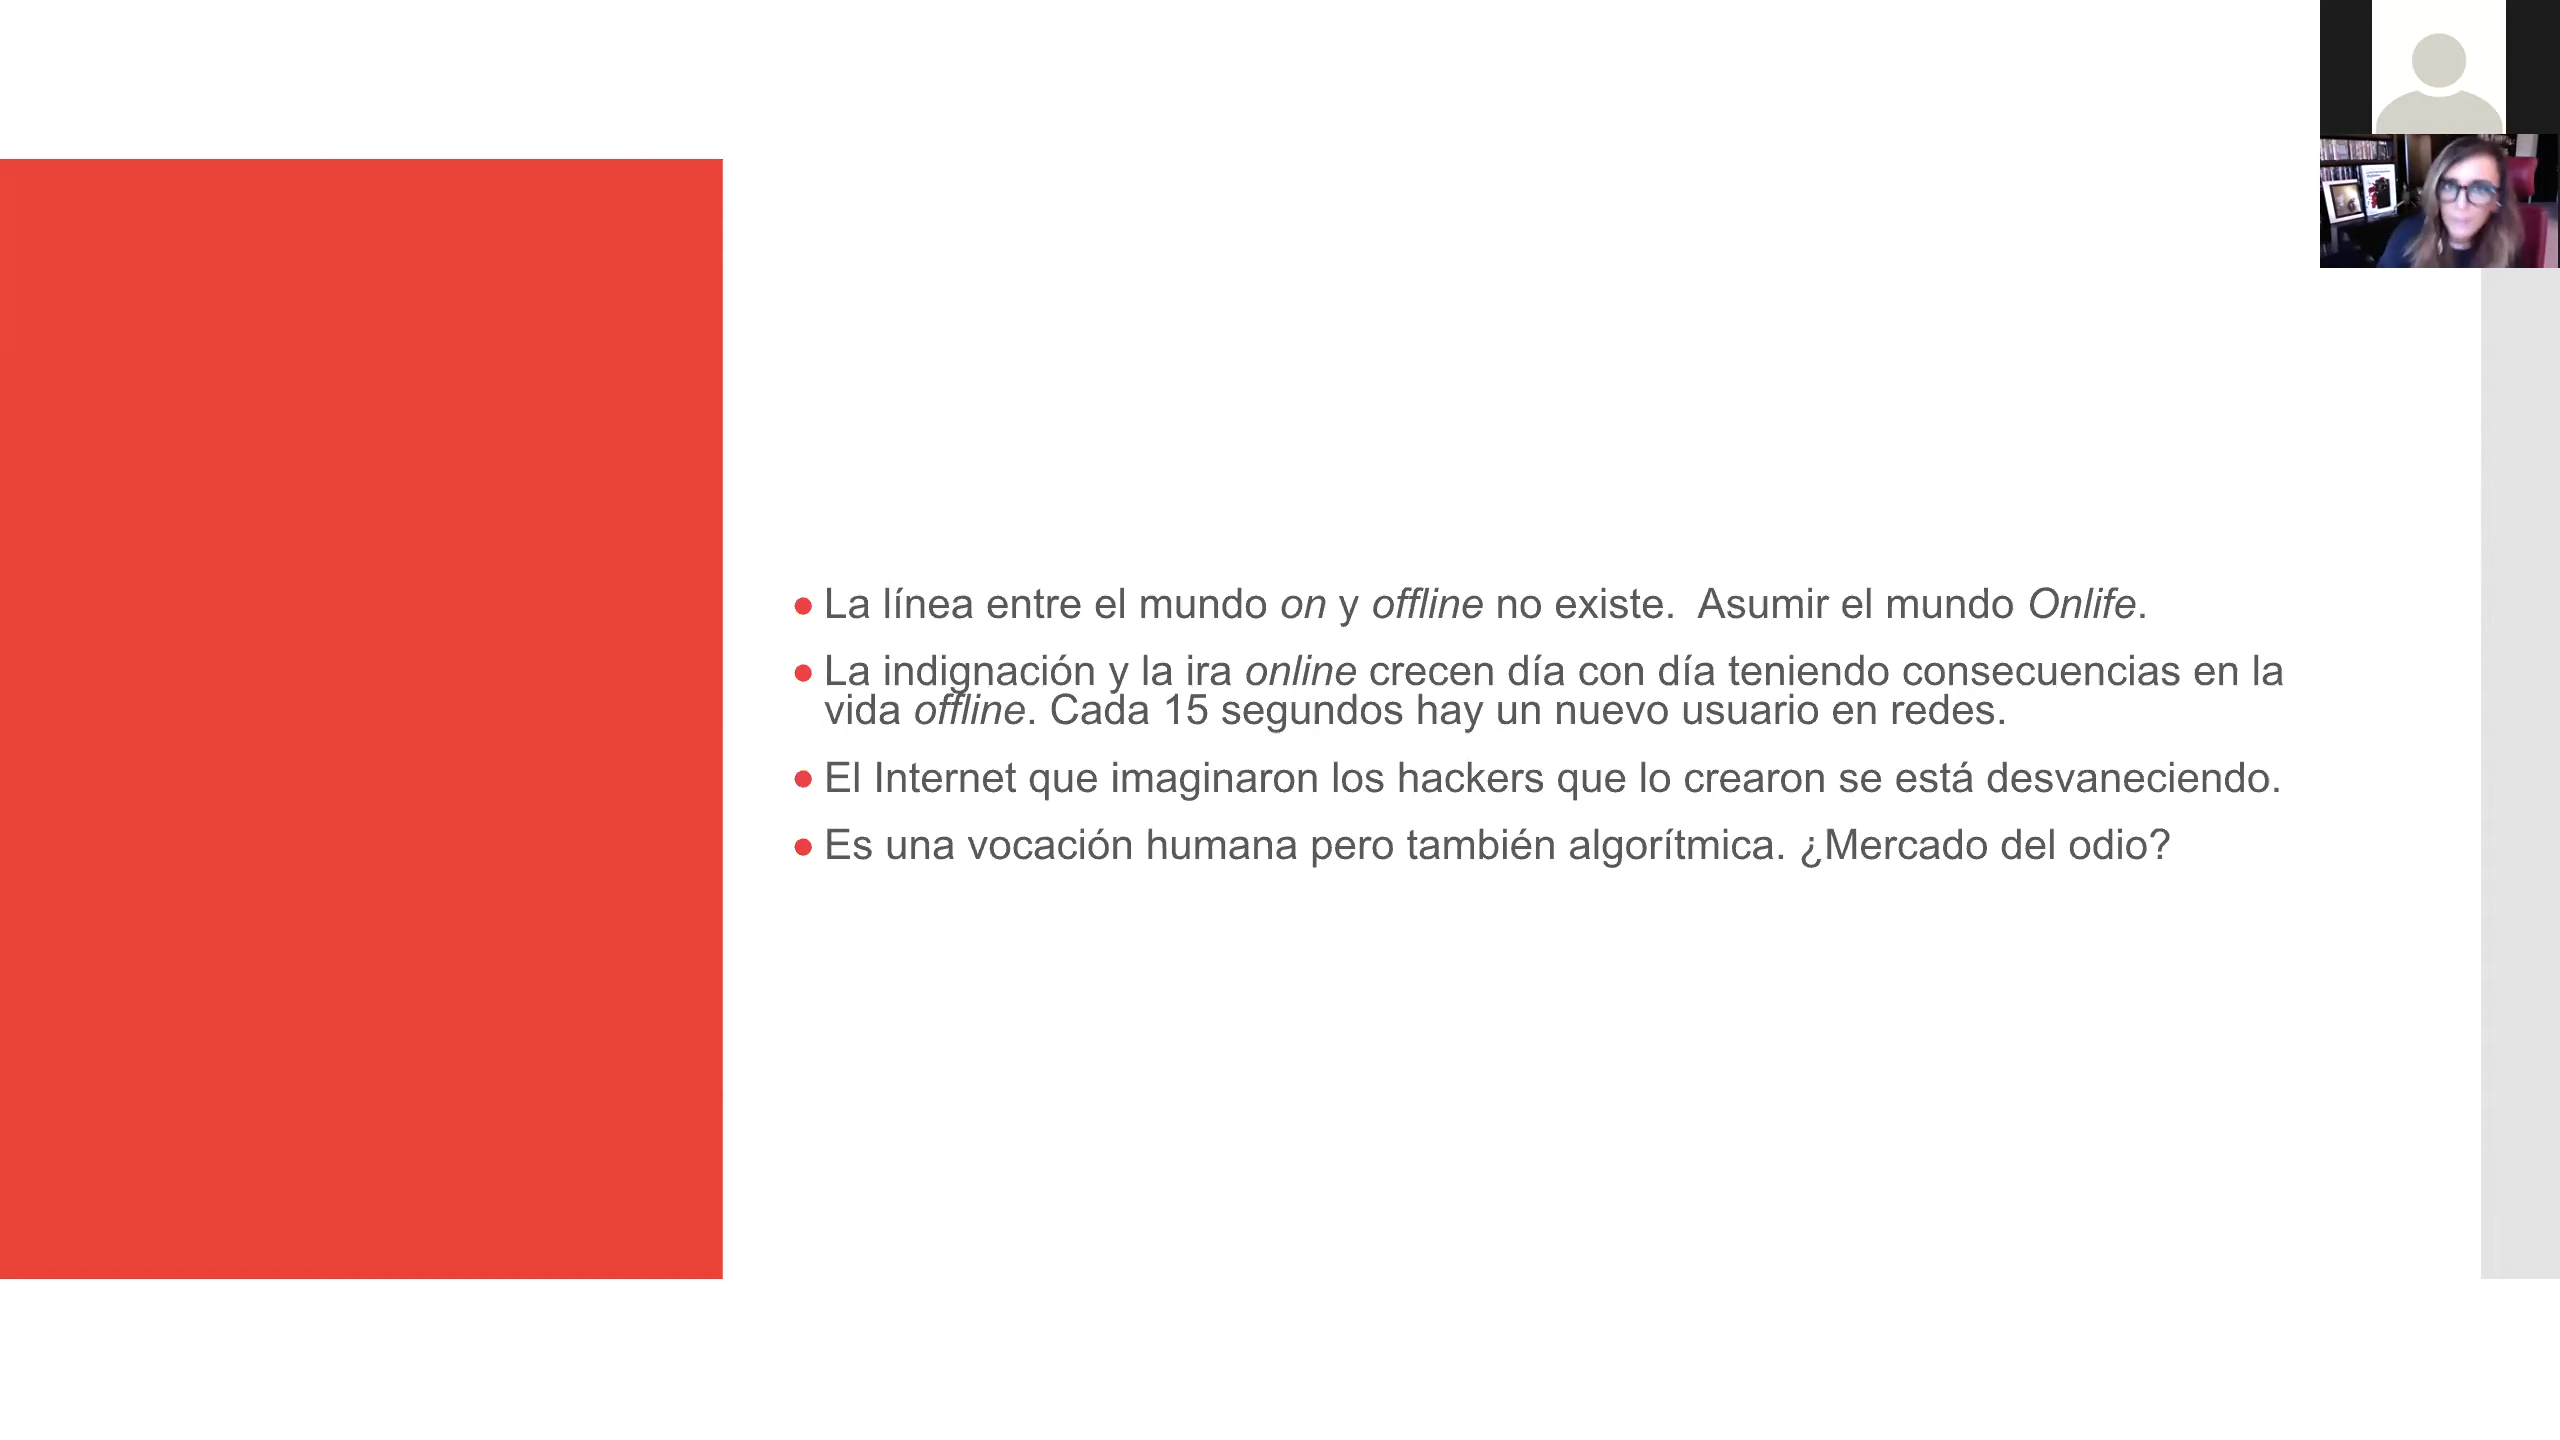 ● La línea entre el mundo on y offline no existe.  Asumir el mundo Onlife.
● La indignación y la ira online crecen día con día teniendo consecuencias en la
vida offline. Cada 15 segundos hay un nuevo usuario en redes.
● El Internet que imaginaron los hackers que lo crearon se está desvaneciendo.
● Es una vocación humana pero también algorítmica. ¿Mercado del odio?